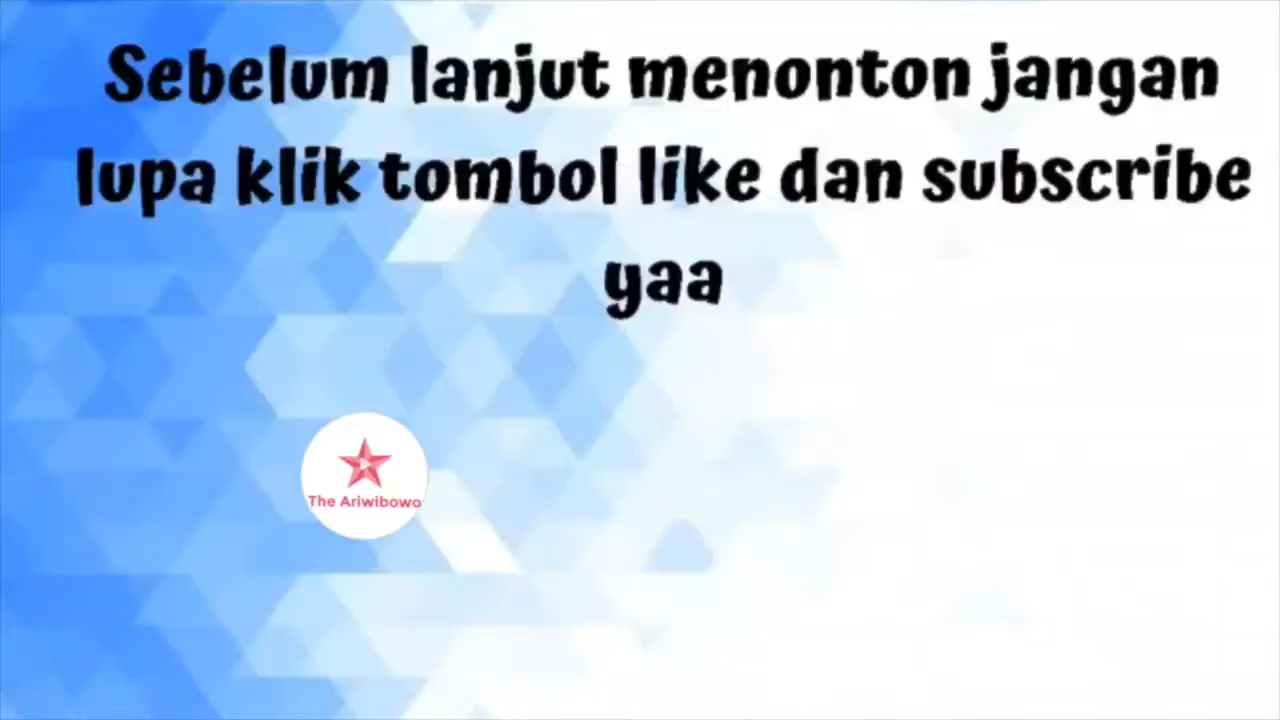 Sebelum lanjut menonton jangan
lupa klik tombol like dan subscribe
yaa
The Ariwibowo